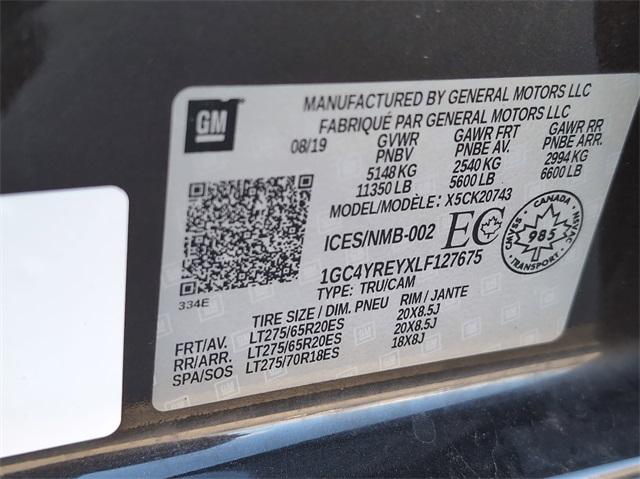 GM
MANUFACTURED BY GENERAL MOTORS LLC
FABRIQUÉ PAR GENERAL MOTORS LLC
08/19 GVWR GAWR FRT GAWR RR
PNBV PNBE AV. PNBE ARR.
5148 KG 2540 KG 2994 KG
11350 LB 5600 LB 6600 LB
MODEL/MODÈLE: X5CK20743
ICES/NMB-002 EC
CANADA
985
CMVSS NSVAC
1GC4YREYXLF127675
TYPE: TRU/CAM
334E
TIRE SIZE / DIM. PNEU RIM / JANTE
FRT/AV. LT275/65R20ES 20X8.5J
RR/ARR. LT275/65R20ES 20X8.5J
SPA/SOS LT275/70R18ES 18X8J